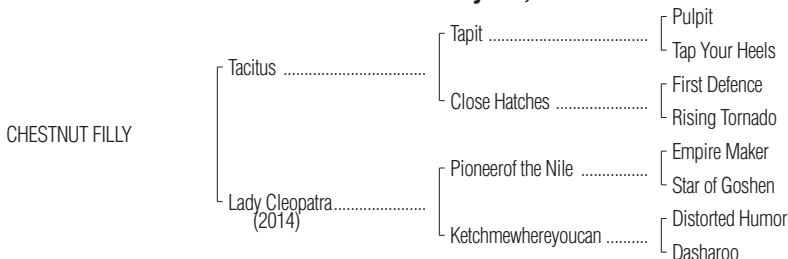 Pulpit
Tapit ....................................
Tap Your Heels
Tacitus ................................
First Defence
Close Hatches .....................
Rising Tornado
CHESTNUT FILLY
Empire Maker
Pioneerof the Nile ...............
Star of Goshen
Lady Cleopatra.....................
(2014)
Distorted Humor
Ketchmewhereyoucan ..........
Dasharoo